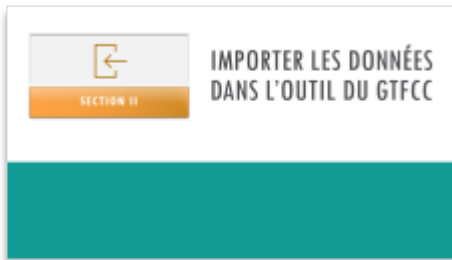 SECTION II
IMPORTER LES DONNÉES
DANS L'OUTIL DU GTFCC